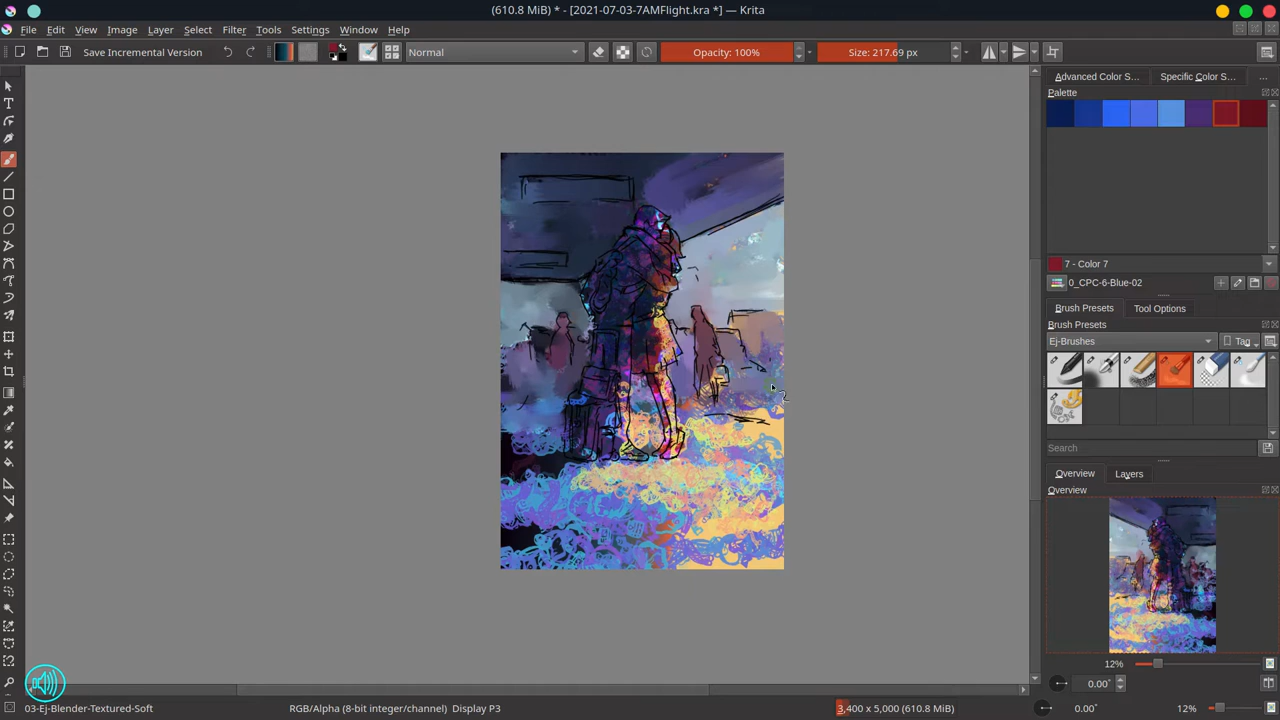 (610.8 MiB) * - [2021-07-03-7AMFlight.kra *] — Krita
File Edit View Image Layer Select Filter Tools Settings Window Help
Save Incremental Version Normal Opacity: 100% Size: 217.69 px
Advanced Color S... Specific Color S... ...
Palette
7 - Color 7
0_CPC-6-Blue-02
Brush Presets Tool Options
Brush Presets
Ej-Brushes Tag
Search
Overview Layers
Overview
12%
0.00°
03-Ej-Blender-Textured-Soft RGB/Alpha (8-bit integer/channel) Display P3 3,400 x 5,000 (610.8 MiB) 0.00° 12%